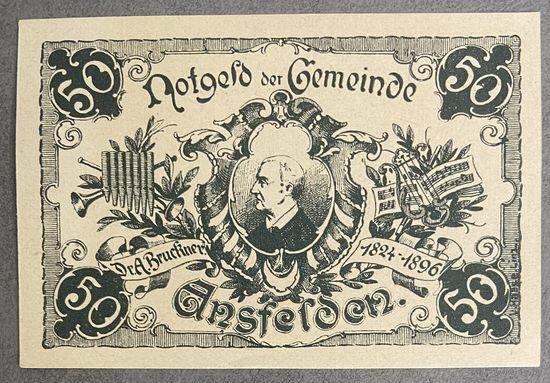 50 50
Notgeld der Gemeinde
Dr. A. Bruckner 1824-1896
50 50
Ansfelden.